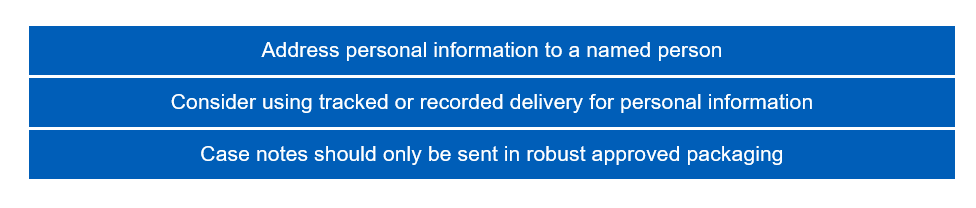 Address personal information to a named person
Consider using tracked or recorded delivery for personal information
Case notes should only be sent in robust approved packaging